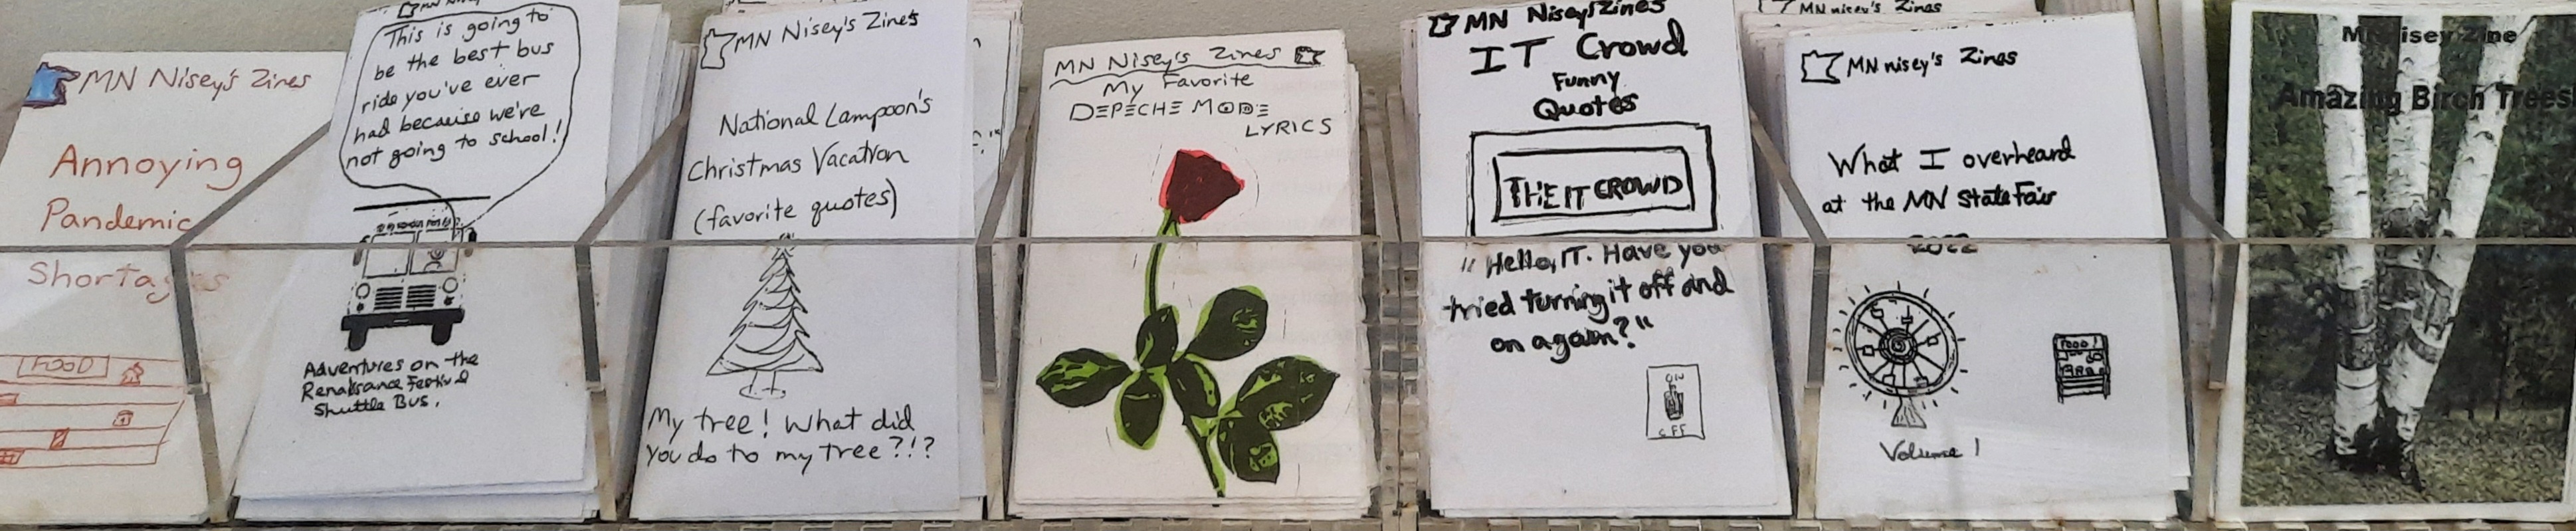 MN Nisey's Zines
Annoying
Pandemic
Shortages
FOOD
This is going to
be the best bus
ride you've ever
had because we're
not going to school!
Adventures on the
Renaissance Festival
Shuttle Bus.
MN Nisey's Zines
National Lampoon's
Christmas Vacation
(favorite quotes)
My tree! What did
you do to my tree?!?
MN Nisey's Zines
My Favorite
DEPECHE MODE
LYRICS
MN Nisey's Zines
IT Crowd
Funny
Quotes
THE IT CROWD
"Hello, IT. Have you
tried turning it off and
on again?"
ON
OFF
MN nisey's Zines
MN nisey's Zines
What I overheard
at the MN State Fair
2022
FOOD!
Volume 1
MN Nisey Zine
Amazing Birch Trees